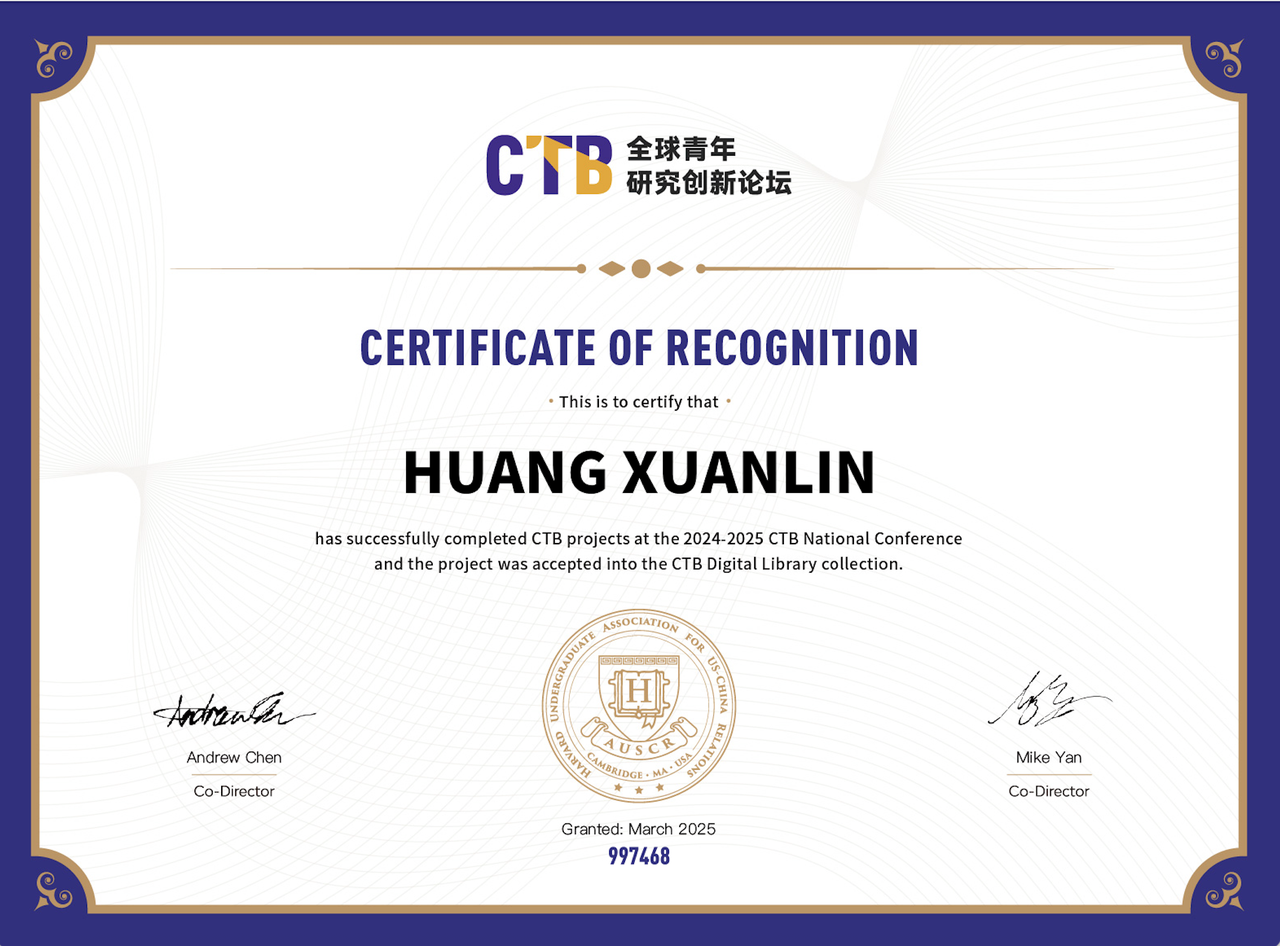 CTB 全球青年
研究创新论坛
CERTIFICATE OF RECOGNITION
• This is to certify that •
HUANG XUANLIN
has successfully completed CTB projects at the 2024-2025 CTB National Conference
and the project was accepted into the CTB Digital Library collection.
HARVARD UNDERGRADUATE ASSOCIATION FOR US-CHINA RELATIONS
H
AUSCR
CAMBRIDGE • MA • USA
Andrew Chen
Co-Director
Mike Yan
Co-Director
Granted: March 2025
997468